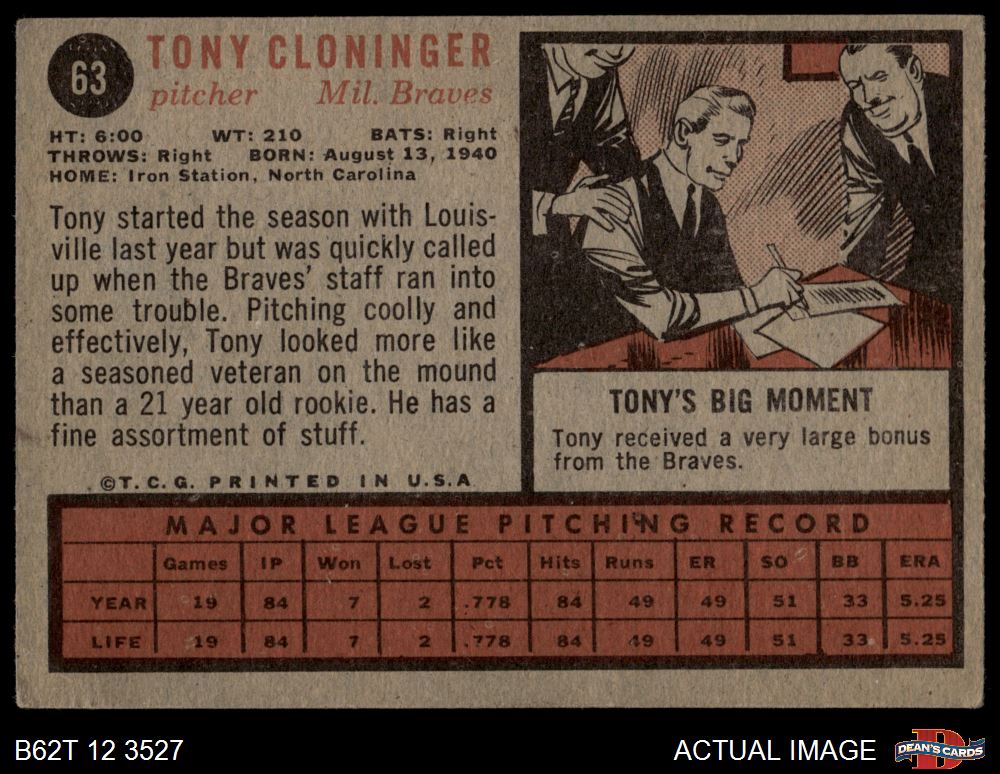 63
TONY CLONINGER
pitcher Mil. Braves
HT: 6:00 WT: 210 BATS: Right
THROWS: Right BORN: August 13, 1940
HOME: Iron Station, North Carolina
Tony started the season with Louis-
ville last year but was quickly called
up when the Braves' staff ran into
some trouble. Pitching coolly and
effectively, Tony looked more like
a seasoned veteran on the mound
than a 21 year old rookie. He has a
fine assortment of stuff.
©T. C. G. PRINTED IN U. S. A
TONY'S BIG MOMENT
Tony received a very large bonus
from the Braves.
MAJOR LEAGUE PITCHING RECORD
Games IP Won Lost Pct Hits Runs ER SO BB ERA
YEAR 19 84 7 2 .778 84 49 49 51 33 5.25
LIFE 19 84 7 2 .778 84 49 49 51 33 5.25
B62T 12 3527
ACTUAL IMAGE
D
DEAN'S CARDS